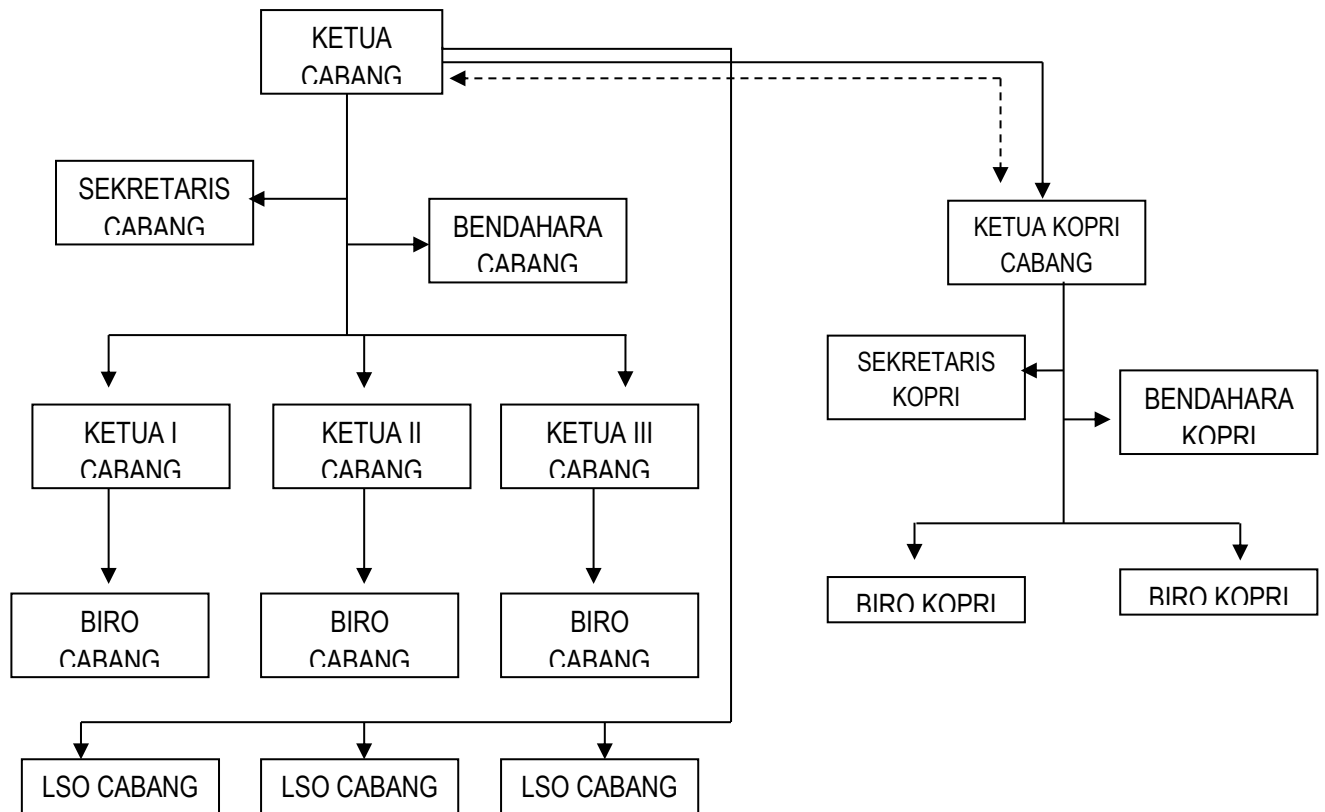 KETUA
CABANG
SEKRETARIS
CABANG
BENDAHARA
CABANG
KETUA KOPRI
CABANG
SEKRETARIS
KOPRI
BENDAHARA
KOPRI
KETUA I
CABANG
KETUA II
CABANG
KETUA III
CABANG
BIRO KOPRI
BIRO KOPRI
BIRO
CABANG
BIRO
CABANG
BIRO
CABANG
LSO CABANG
LSO CABANG
LSO CABANG